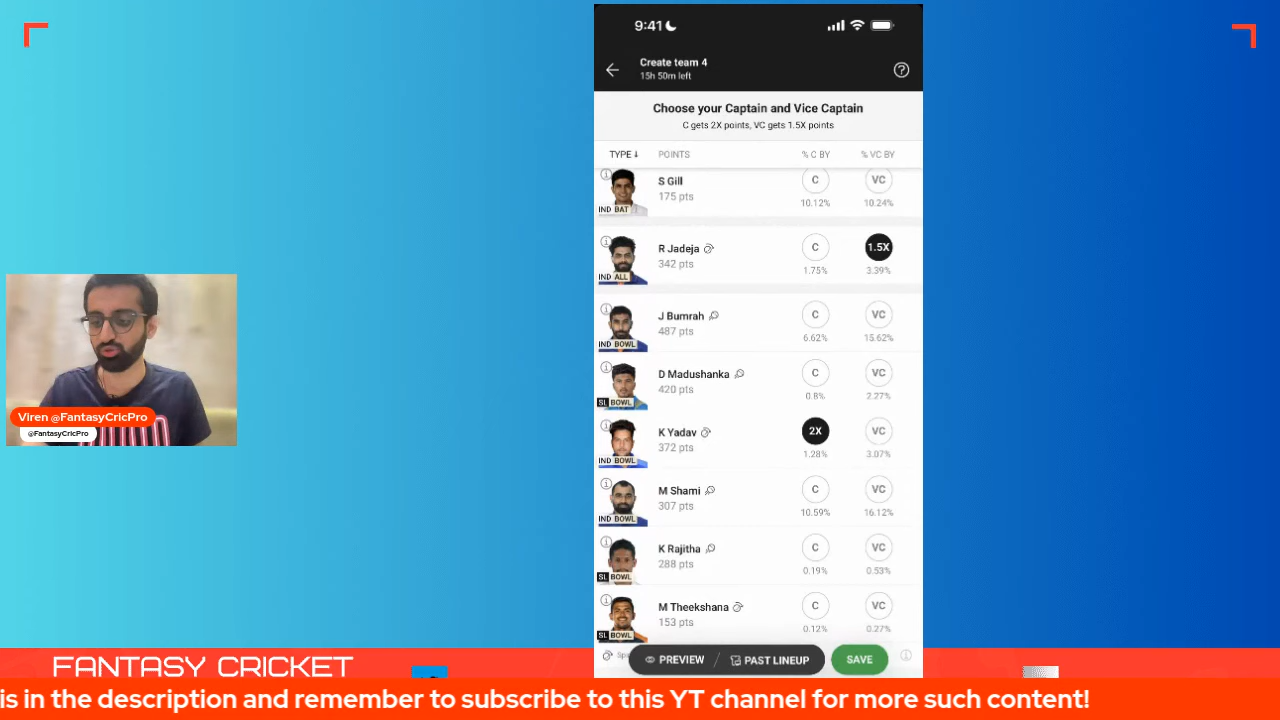 9:41
Create team 4
15h 50m left
Choose your Captain and Vice Captain
C gets 2X points, VC gets 1.5X points
TYPE ↓ POINTS % C BY % VC BY
S Gill C VC
175 pts
IND BAT 10.12% 10.24%
R Jadeja C 1.5X
342 pts
IND ALL 1.75% 3.39%
J Bumrah C VC
487 pts
IND BOWL 6.62% 15.62%
D Madushanka C VC
420 pts
SL BOWL 0.8% 2.27%
K Yadav 2X VC
372 pts
IND BOWL 1.28% 3.07%
M Shami C VC
307 pts
IND BOWL 10.59% 16.12%
K Rajitha C VC
288 pts
SL BOWL 0.19% 0.53%
M Theekshana C VC
153 pts
SL BOWL 0.12% 0.27%
PREVIEW / PAST LINEUP SAVE
Viren @FantasyCricPro
@FantasyCricPro
FANTASY CRICKET
is in the description and remember to subscribe to this YT channel for more such content!